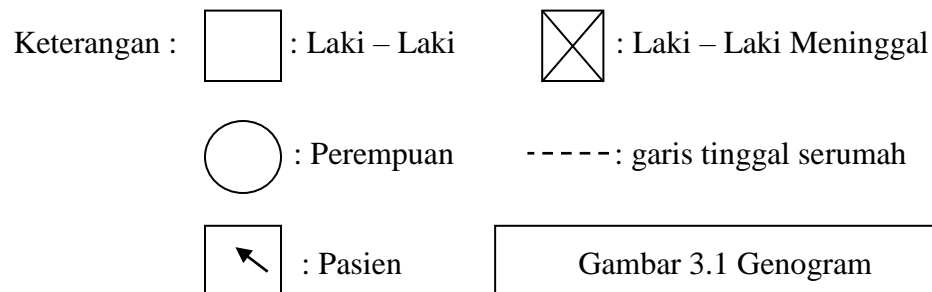 Keterangan : : Laki – Laki : Laki – Laki Meninggal
: Perempuan : garis tinggal serumah
: Pasien Gambar 3.1 Genogram